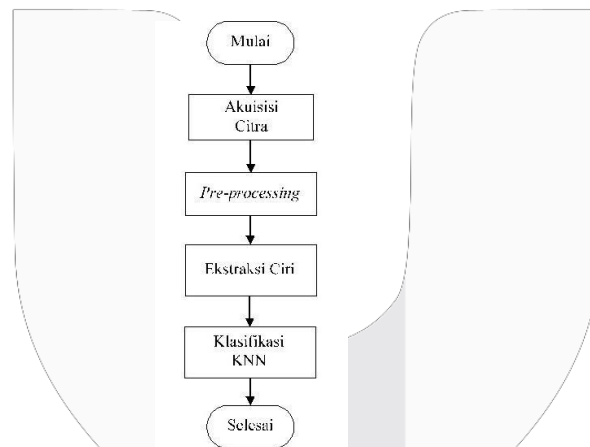 Mulai
Akuisisi
Citra
Pre-processing
Ekstraksi Ciri
Klasifikasi
KNN
Selesai